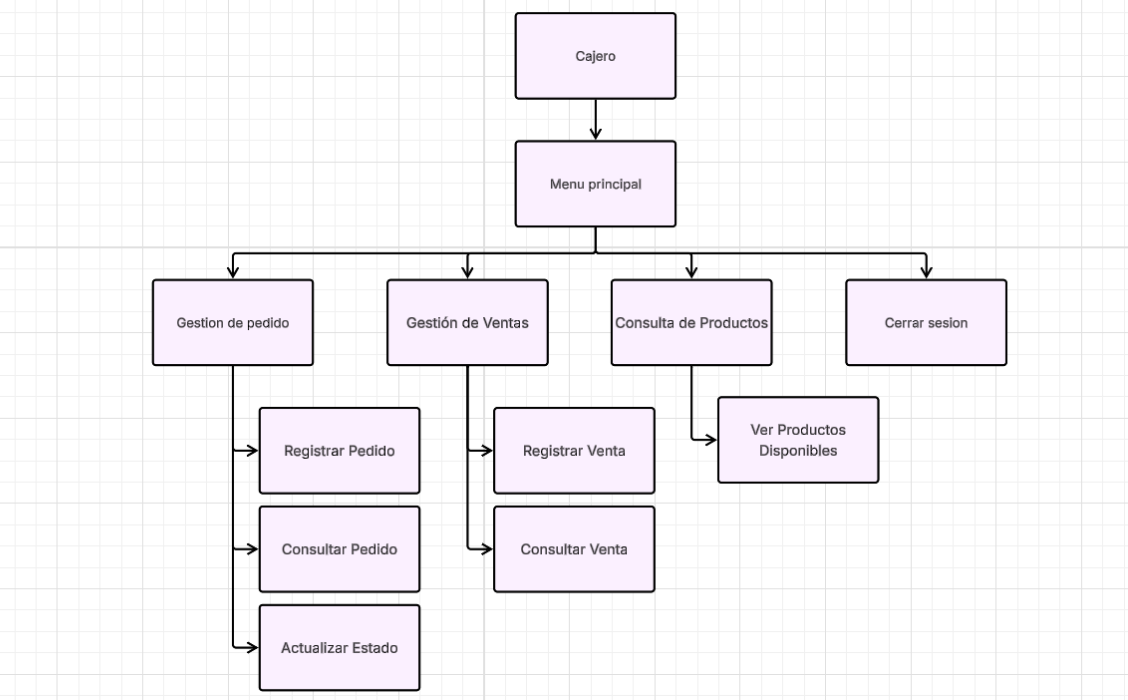 Cajero
Menu principal
Gestion de pedido
Gestión de Ventas
Consulta de Productos
Cerrar sesion
Registrar Pedido
Registrar Venta
Ver Productos
Disponibles
Consultar Pedido
Consultar Venta
Actualizar Estado